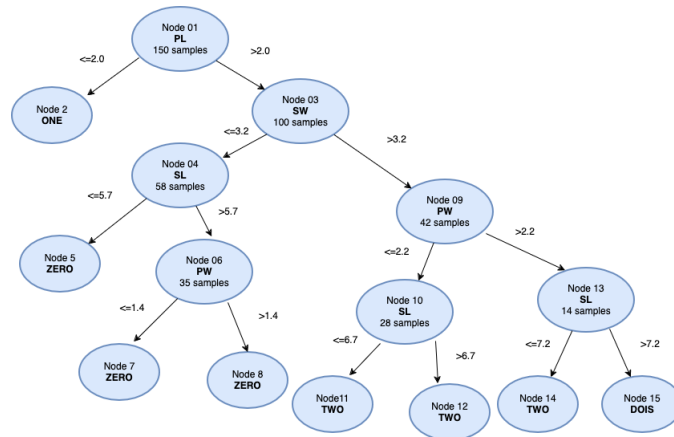 Node 01
PL
150 samples
<=2.0
>2.0
Node 2
ONE
Node 03
SW
100 samples
<=3.2
>3.2
Node 04
SL
58 samples
<=5.7
>5.7
Node 09
PW
42 samples
<=2.2
>2.2
Node 5
ZERO
Node 06
PW
35 samples
<=1.4
>1.4
Node 10
SL
28 samples
<=6.7
>6.7
Node 13
SL
14 samples
<=7.2
>7.2
Node 7
ZERO
Node 8
ZERO
Node11
TWO
Node 12
TWO
Node 14
TWO
Node 15
DOIS